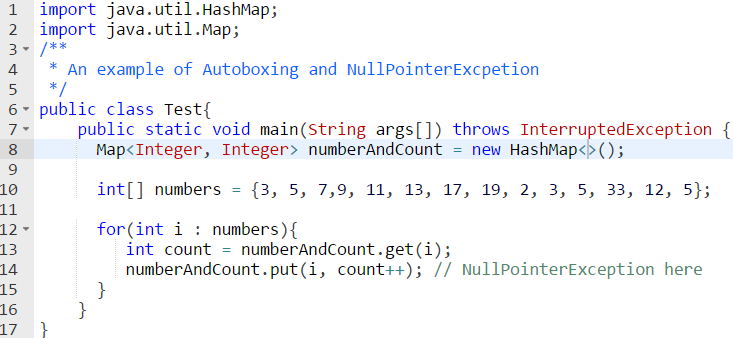 1 import java.util.HashMap;
2 import java.util.Map;
3 /**
4  * An example of Autoboxing and NullPointerExcpetion
5  */
6 public class Test{
7     public static void main(String args[]) throws InterruptedException {
8       Map<Integer, Integer> numberAndCount = new HashMap<>();
9
10       int[] numbers = {3, 5, 7,9, 11, 13, 17, 19, 2, 3, 5, 33, 12, 5};
11
12       for(int i : numbers){
13          int count = numberAndCount.get(i);
14          numberAndCount.put(i, count++); // NullPointerException here
15       }
16     }
17 }